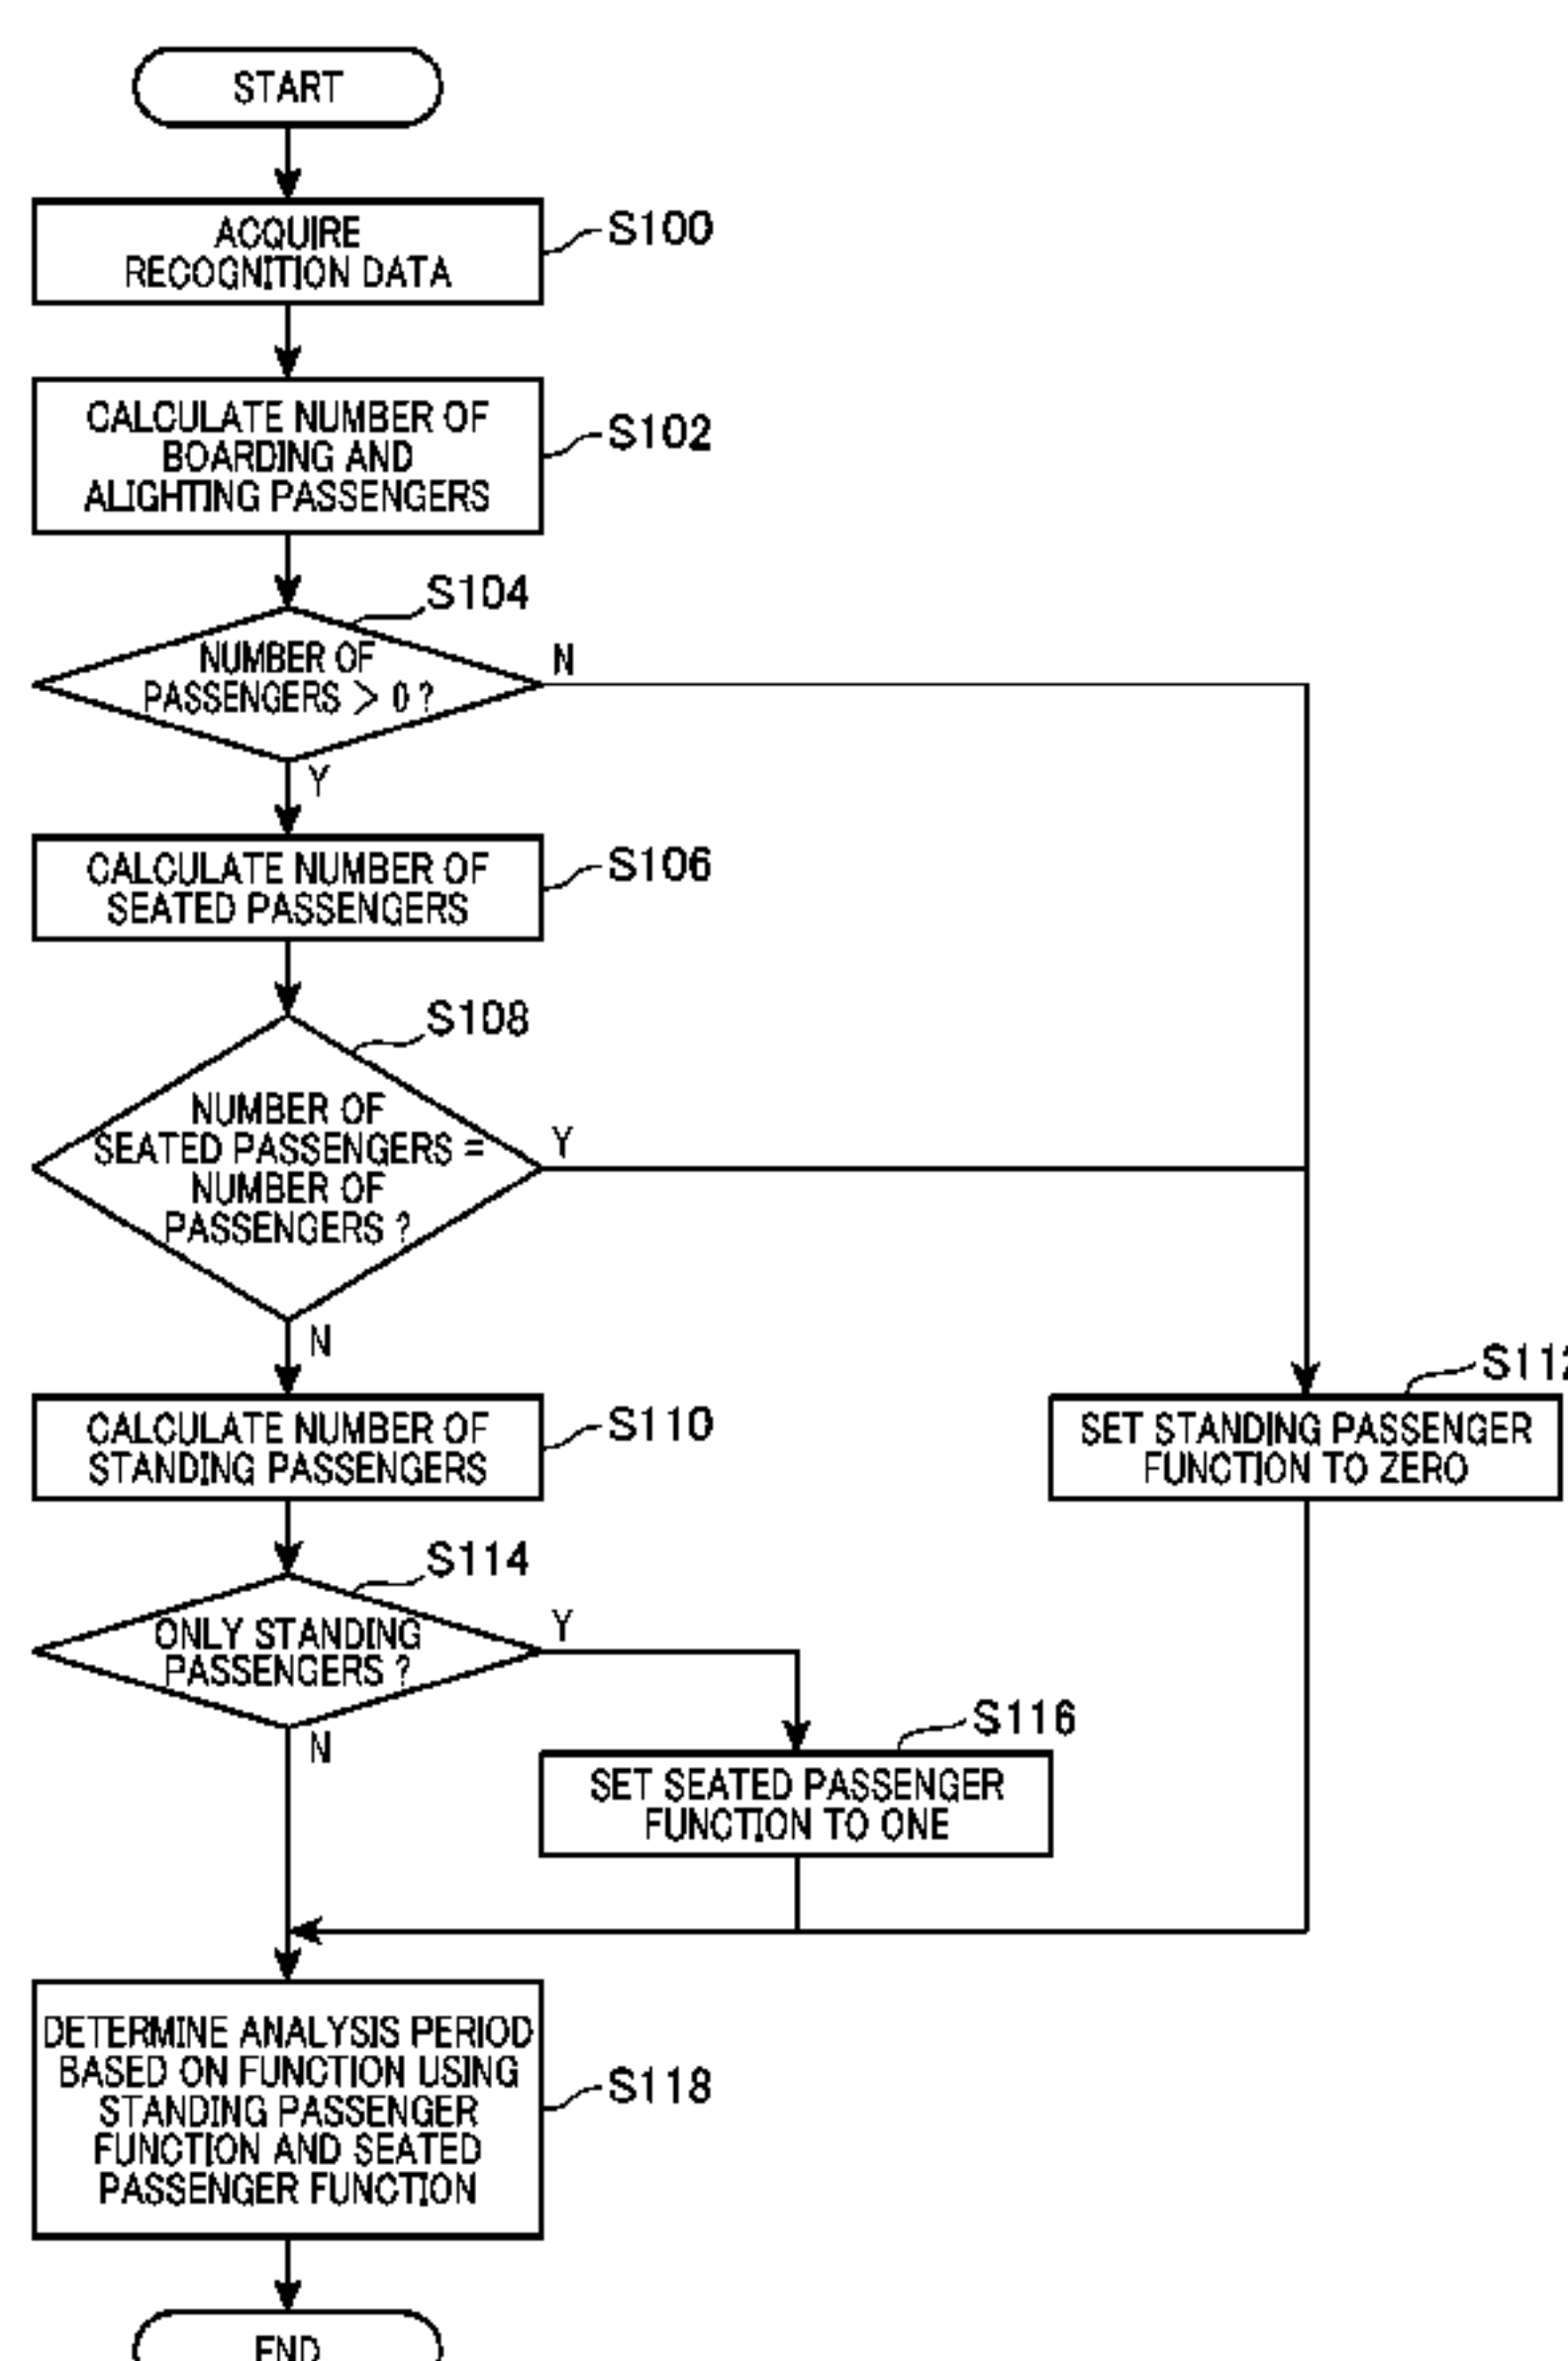 START
ACQUIRE
RECOGNITION DATA
S100
CALCULATE NUMBER OF
BOARDING AND
ALIGHTING PASSENGERS
S102
S104
NUMBER OF
PASSENGERS > 0 ?
N
Y
CALCULATE NUMBER OF
SEATED PASSENGERS
S106
S108
NUMBER OF
SEATED PASSENGERS =
NUMBER OF
PASSENGERS ?
Y
N
CALCULATE NUMBER OF
STANDING PASSENGERS
S110
S112
SET STANDING PASSENGER
FUNCTION TO ZERO
S114
ONLY STANDING
PASSENGERS ?
Y
N
S116
SET SEATED PASSENGER
FUNCTION TO ONE
DETERMINE ANALYSIS PERIOD
BASED ON FUNCTION USING
STANDING PASSENGER
FUNCTION AND SEATED
PASSENGER FUNCTION
S118
END